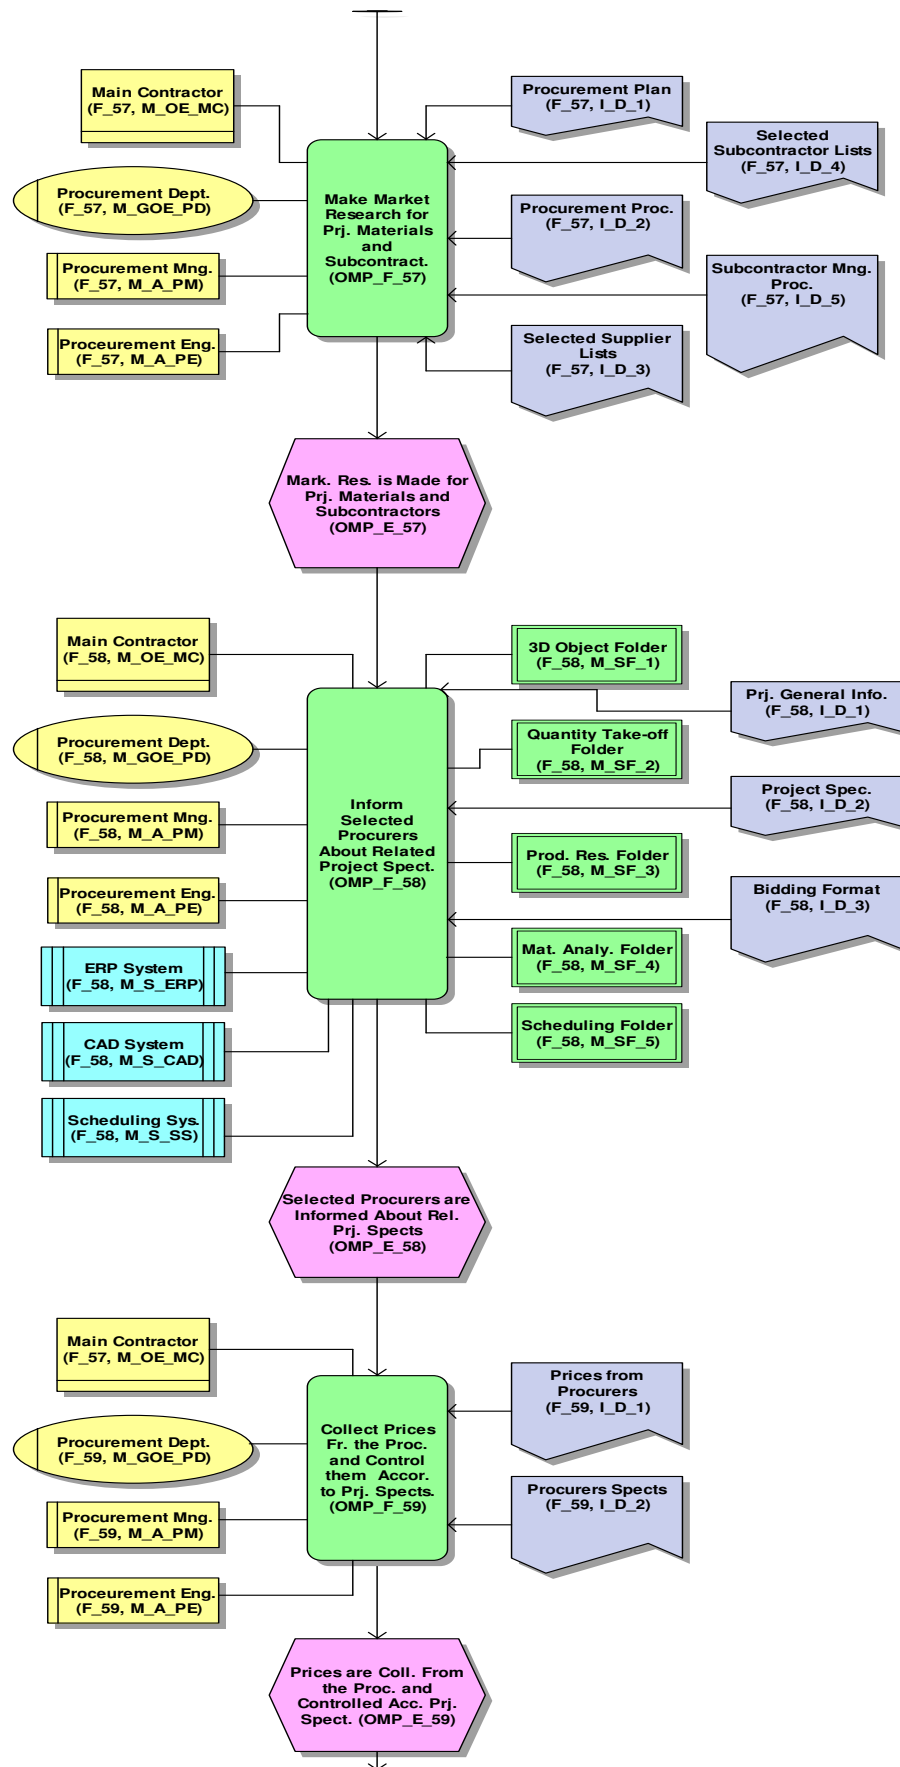 Main Contractor
(F_57, M_OE_MC)
Procurement Dept.
(F_57, M_GOE_PD)
Procurement Mng.
(F_57, M_A_PM)
Proceurement Eng.
(F_57, M_A_PE)
Make Market
Research for
Prj. Materials
and
Subcontract.
(OMP_F_57)
Procurement Plan
(F_57, I_D_1)
Selected
Subcontractor Lists
(F_57, I_D_4)
Procurement Proc.
(F_57, I_D_2)
Subcontractor Mng.
Proc.
(F_57, I_D_5)
Selected Supplier
Lists
(F_57, I_D_3)
Mark. Res. is Made for
Prj. Materials and
Subcontractors
(OMP_E_57)
Main Contractor
(F_58, M_OE_MC)
Procurement Dept.
(F_58, M_GOE_PD)
Procurement Mng.
(F_58, M_A_PM)
Proceurement Eng.
(F_58, M_A_PE)
ERP System
(F_58, M_S_ERP)
CAD System
(F_58, M_S_CAD)
Scheduling Sys.
(F_58, M_S_SS)
Inform
Selected
Procurers
About Related
Project Spect.
(OMP_F_58)
3D Object Folder
(F_58, M_SF_1)
Prj. General Info.
(F_58, I_D_1)
Quantity Take-off
Folder
(F_58, M_SF_2)
Project Spec.
(F_58, I_D_2)
Prod. Res. Folder
(F_58, M_SF_3)
Bidding Format
(F_58, I_D_3)
Mat. Analy. Folder
(F_58, M_SF_4)
Scheduling Folder
(F_58, M_SF_5)
Selected Procurers are
Informed About Rel.
Prj. Spects
(OMP_E_58)
Main Contractor
(F_57, M_OE_MC)
Procurement Dept.
(F_59, M_GOE_PD)
Procurement Mng.
(F_59, M_A_PM)
Proceurement Eng.
(F_59, M_A_PE)
Collect Prices
Fr. the Proc.
and Control
them Accor.
to Prj. Spects.
(OMP_F_59)
Prices from
Procurers
(F_59, I_D_1)
Procurers Spects
(F_59, I_D_2)
Prices are Coll. From
the Proc. and
Controlled Acc. Prj.
Spect. (OMP_E_59)